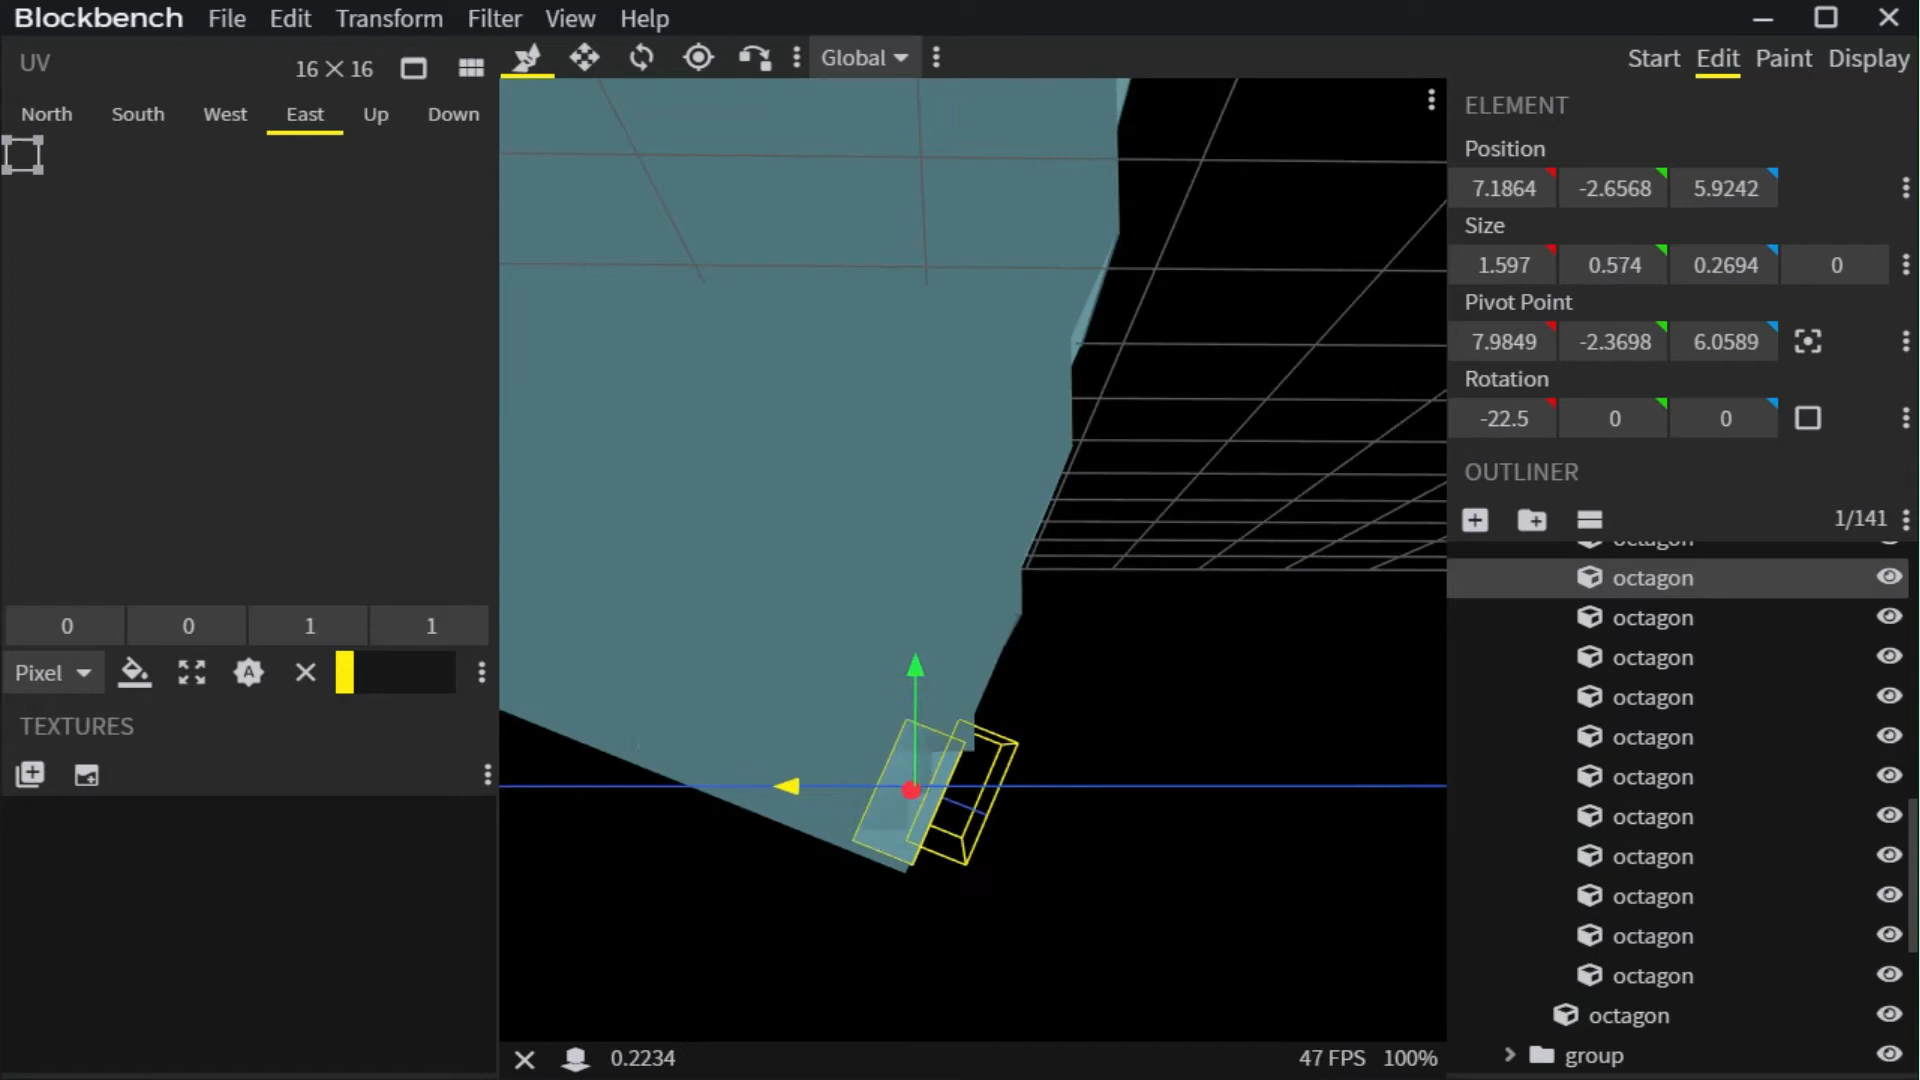 Blockbench File Edit Transform Filter View Help
UV 16 × 16 Global Start Edit Paint Display
North South West East Up Down
ELEMENT
Position
7.1864 -2.6568 5.9242
Size
1.597 0.574 0.2694 0
Pivot Point
7.9849 -2.3698 6.0589
Rotation
-22.5 0 0
OUTLINER
1/141
octagon
octagon
octagon
octagon
octagon
octagon
octagon
octagon
octagon
octagon
octagon
octagon
octagon
group
0 0 1 1
Pixel
TEXTURES
0.2234 47 FPS 100%